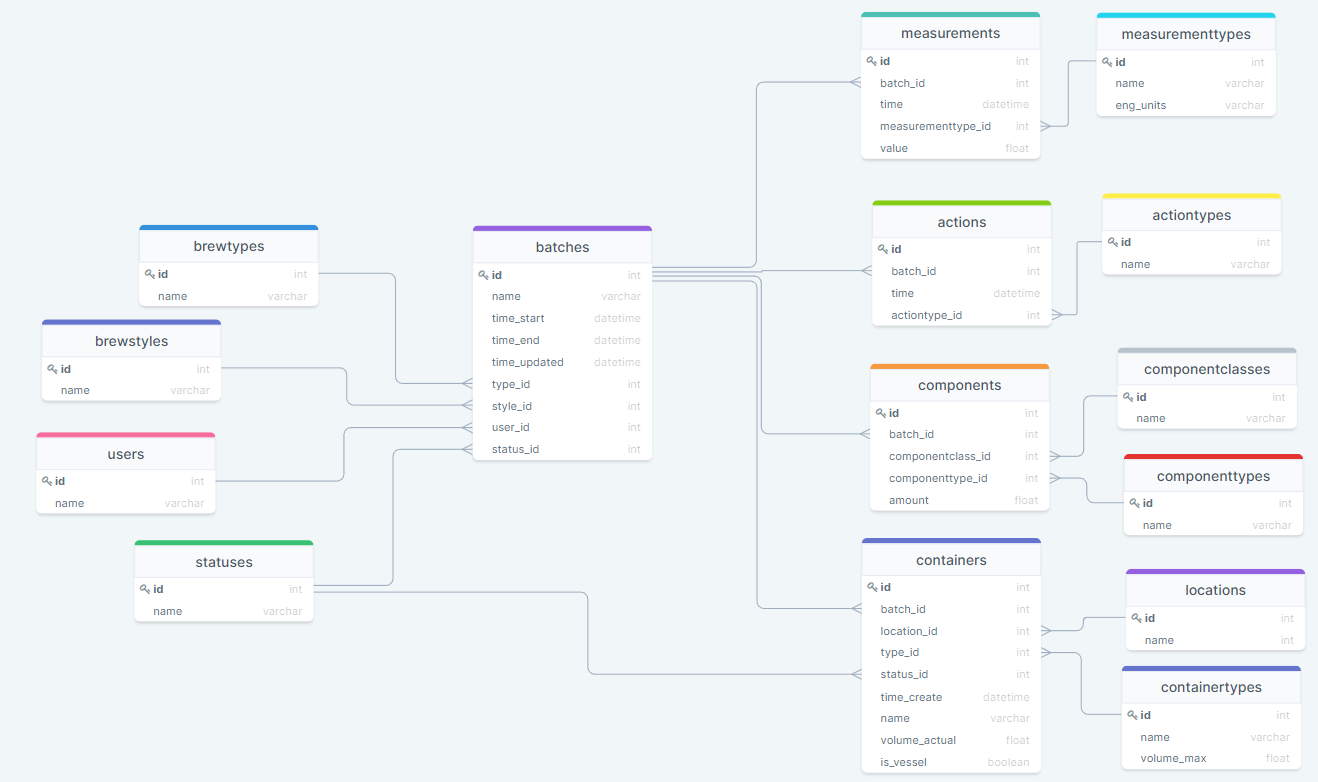 measurements
id int
batch_id int
time datetime
measurementtype_id int
value float
measurementtypes
id int
name varchar
eng_units varchar
brewtypes
id int
name varchar
brewstyles
id int
name varchar
users
id int
name varchar
statuses
id int
name varchar
batches
id int
name varchar
time_start datetime
time_end datetime
time_updated datetime
type_id int
style_id int
user_id int
status_id int
actions
id int
batch_id int
time datetime
actiontype_id int
actiontypes
id int
name varchar
components
id int
batch_id int
componentclass_id int
componenttype_id int
amount float
componentclasses
id int
name varchar
componenttypes
id int
name varchar
containers
id int
batch_id int
location_id int
type_id int
status_id int
time_create datetime
name varchar
volume_actual float
is_vessel boolean
locations
id int
name int
containertypes
id int
name varchar
volume_max float